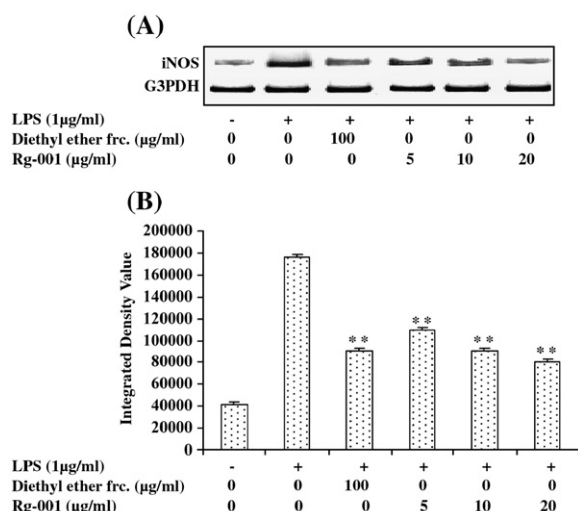 (A)
iNOS
G3PDH
LPS (1µg/ml) - + + + + +
Diethyl ether frc. (µg/ml) 0 0 100 0 0 0
Rg-001 (µg/ml) 0 0 0 5 10 20
(B)
Integrated Density Value
200000
180000
160000
140000
120000
100000
80000
60000
40000
20000
0
** ** ** **
LPS (1µg/ml) - + + + + +
Diethyl ether frc. (µg/ml) 0 0 100 0 0 0
Rg-001 (µg/ml) 0 0 0 5 10 20